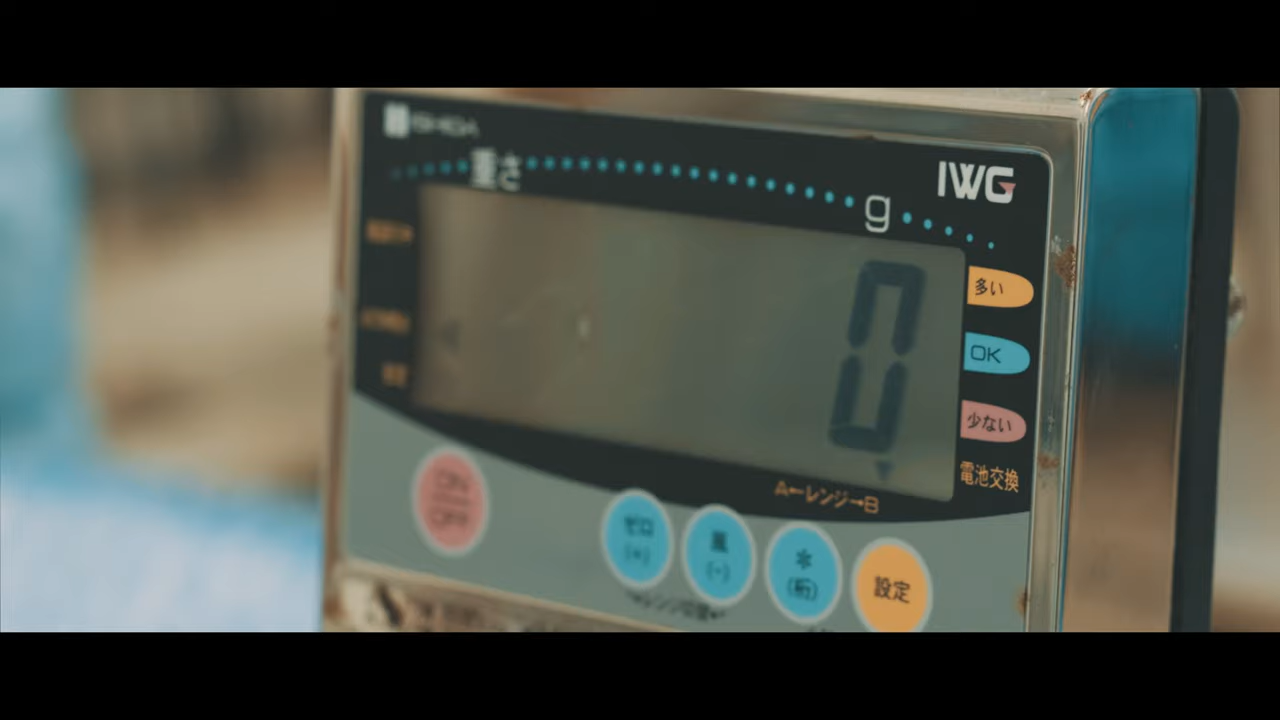 ISHIDA
重さ
g
IWG
0
多い
OK
少ない
電池交換
A←レンジ→B
ON
OFF
ゼロ
(+)
風
(-)
*
(桁)
設定